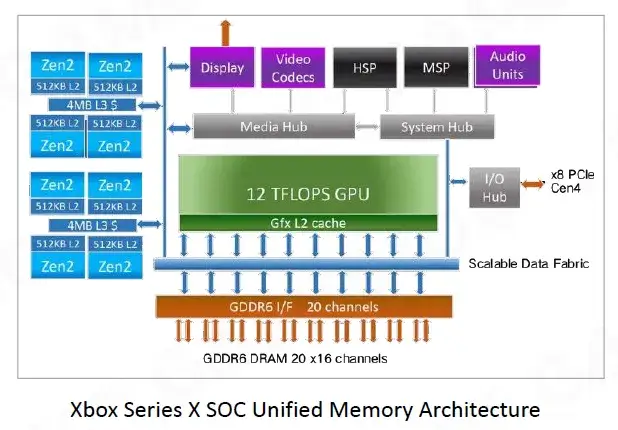 Zen2 Zen2
512KB L2 512KB L2
4MB L3 $
512KB L2 512KB L2
Zen2 Zen2
Zen2 Zen2
512KB L2 512KB L2
4MB L3 $
512KB L2 512KB L2
Zen2 Zen2
Display
Video
Codecs
HSP
MSP
Audio
Units
Media Hub
System Hub
12 TFLOPS GPU
Gfx L2 cache
I/O
Hub
x8 PCIe
Gen4
Scalable Data Fabric
GDDR6 I/F 20 channels
GDDR6 DRAM 20 x16 channels
Xbox Series X SOC Unified Memory Architecture